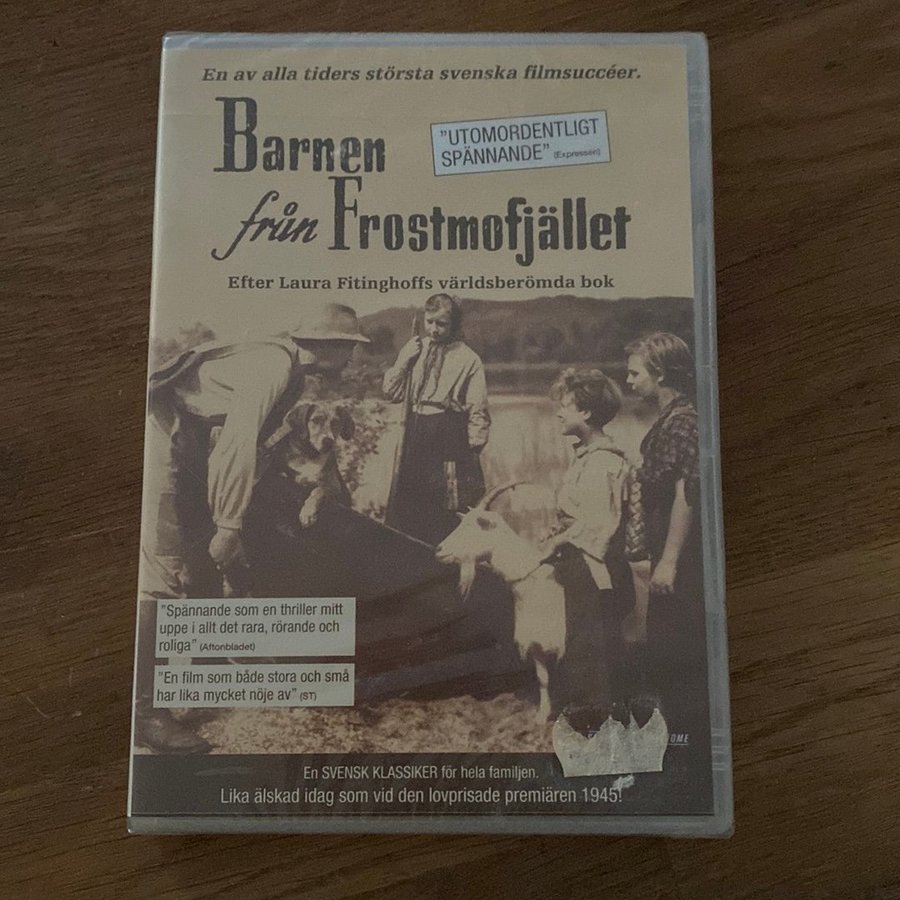 En av alla tiders största svenska filmsuccéer.
Barnen
från Frostmofjället
"UTOMORDENTLIGT
SPÄNNANDE" (Expressen)
Efter Laura Fitinghoffs världsberömda bok
"Spännande som en thriller mitt
uppe i allt det rara, rörande och
roliga" (Aftonbladet)
"En film som både stora och små
har lika mycket nöje av" (ST)
En SVENSK KLASSIKER för hela familjen.
Lika älskad idag som vid den lovprisade premiären 1945!